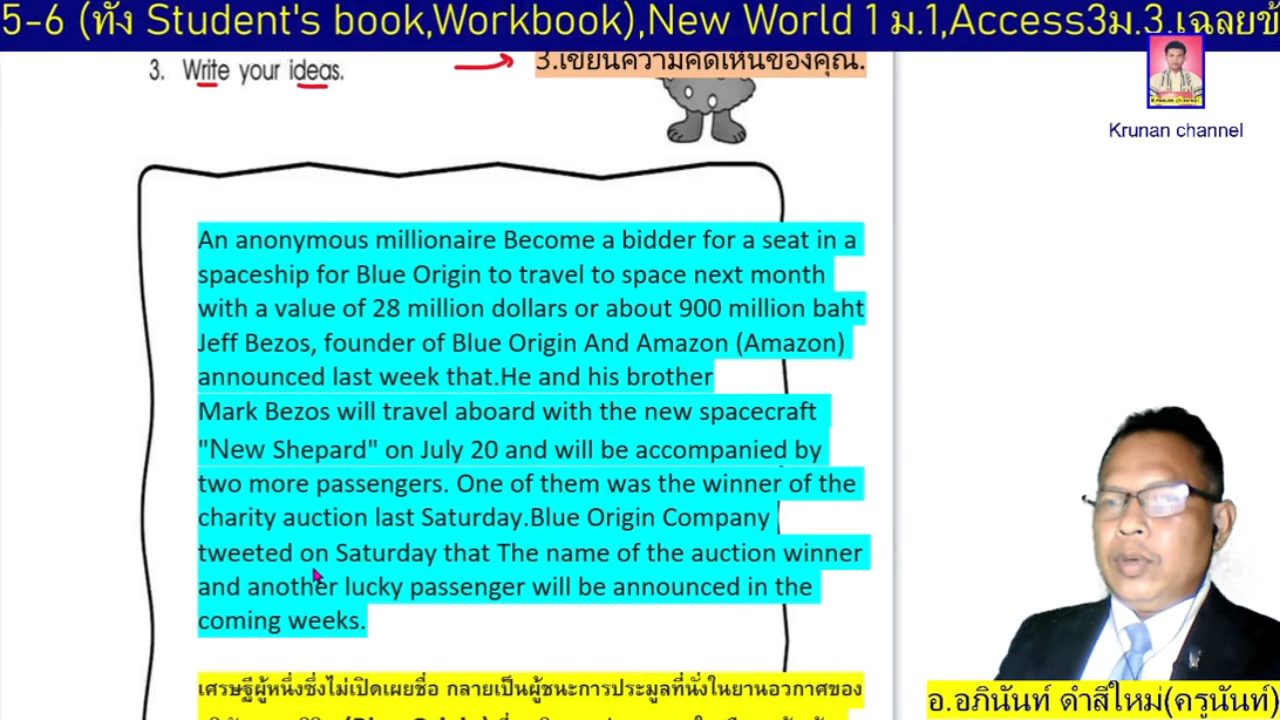 5-6 (ทั้ง Student's book,Workbook),New World 1 ม.1,Access3ม.3.เฉลยข้
3. Write your ideas.
3.เขียนความคิดเห็นของคุณ.
Krunan channel
An anonymous millionaire Become a bidder for a seat in a
spaceship for Blue Origin to travel to space next month
with a value of 28 million dollars or about 900 million baht
Jeff Bezos, founder of Blue Origin And Amazon (Amazon)
announced last week that.He and his brother
Mark Bezos will travel aboard with the new spacecraft
"New Shepard" on July 20 and will be accompanied by
two more passengers. One of them was the winner of the
charity auction last Saturday.Blue Origin Company
tweeted on Saturday that The name of the auction winner
and another lucky passenger will be announced in the
coming weeks.
เศรษฐีผู้หนึ่งซึ่งไม่เปิดเผยชื่อ กลายเป็นผู้ชนะการประมูลที่นั่งในยานอวกาศของ
อ.อภินันท์ ดำสีใหม่(ครูนันท์)